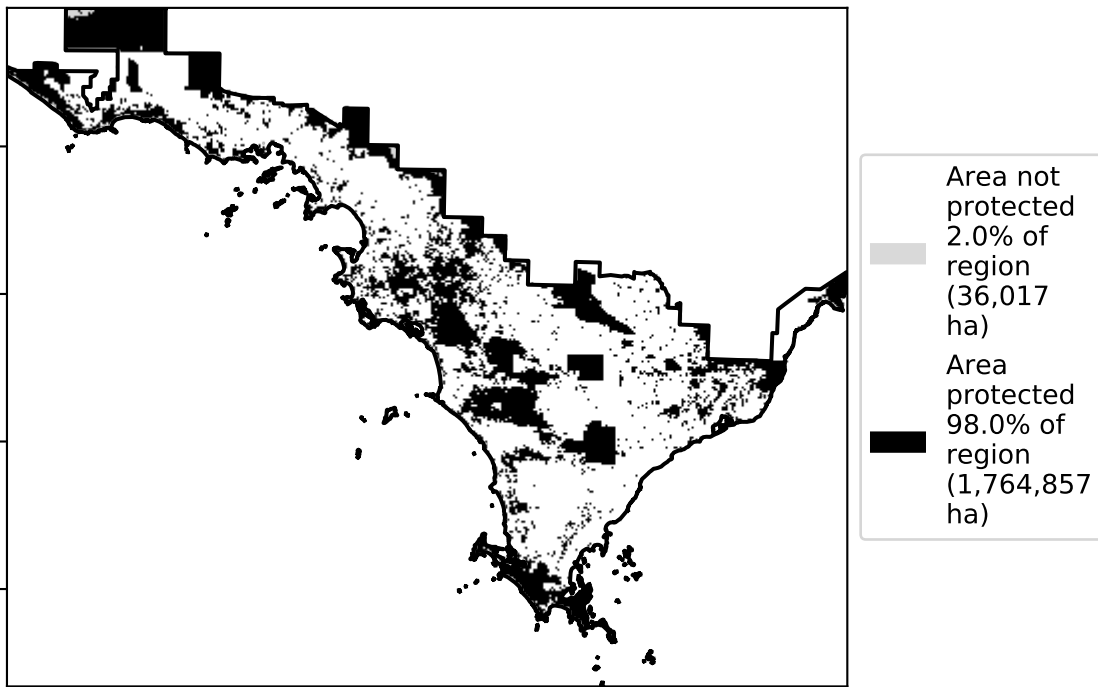 Area not
protected
2.0% of
region
(36,017
ha)
Area
protected
98.0% of
region
(1,764,857
ha)